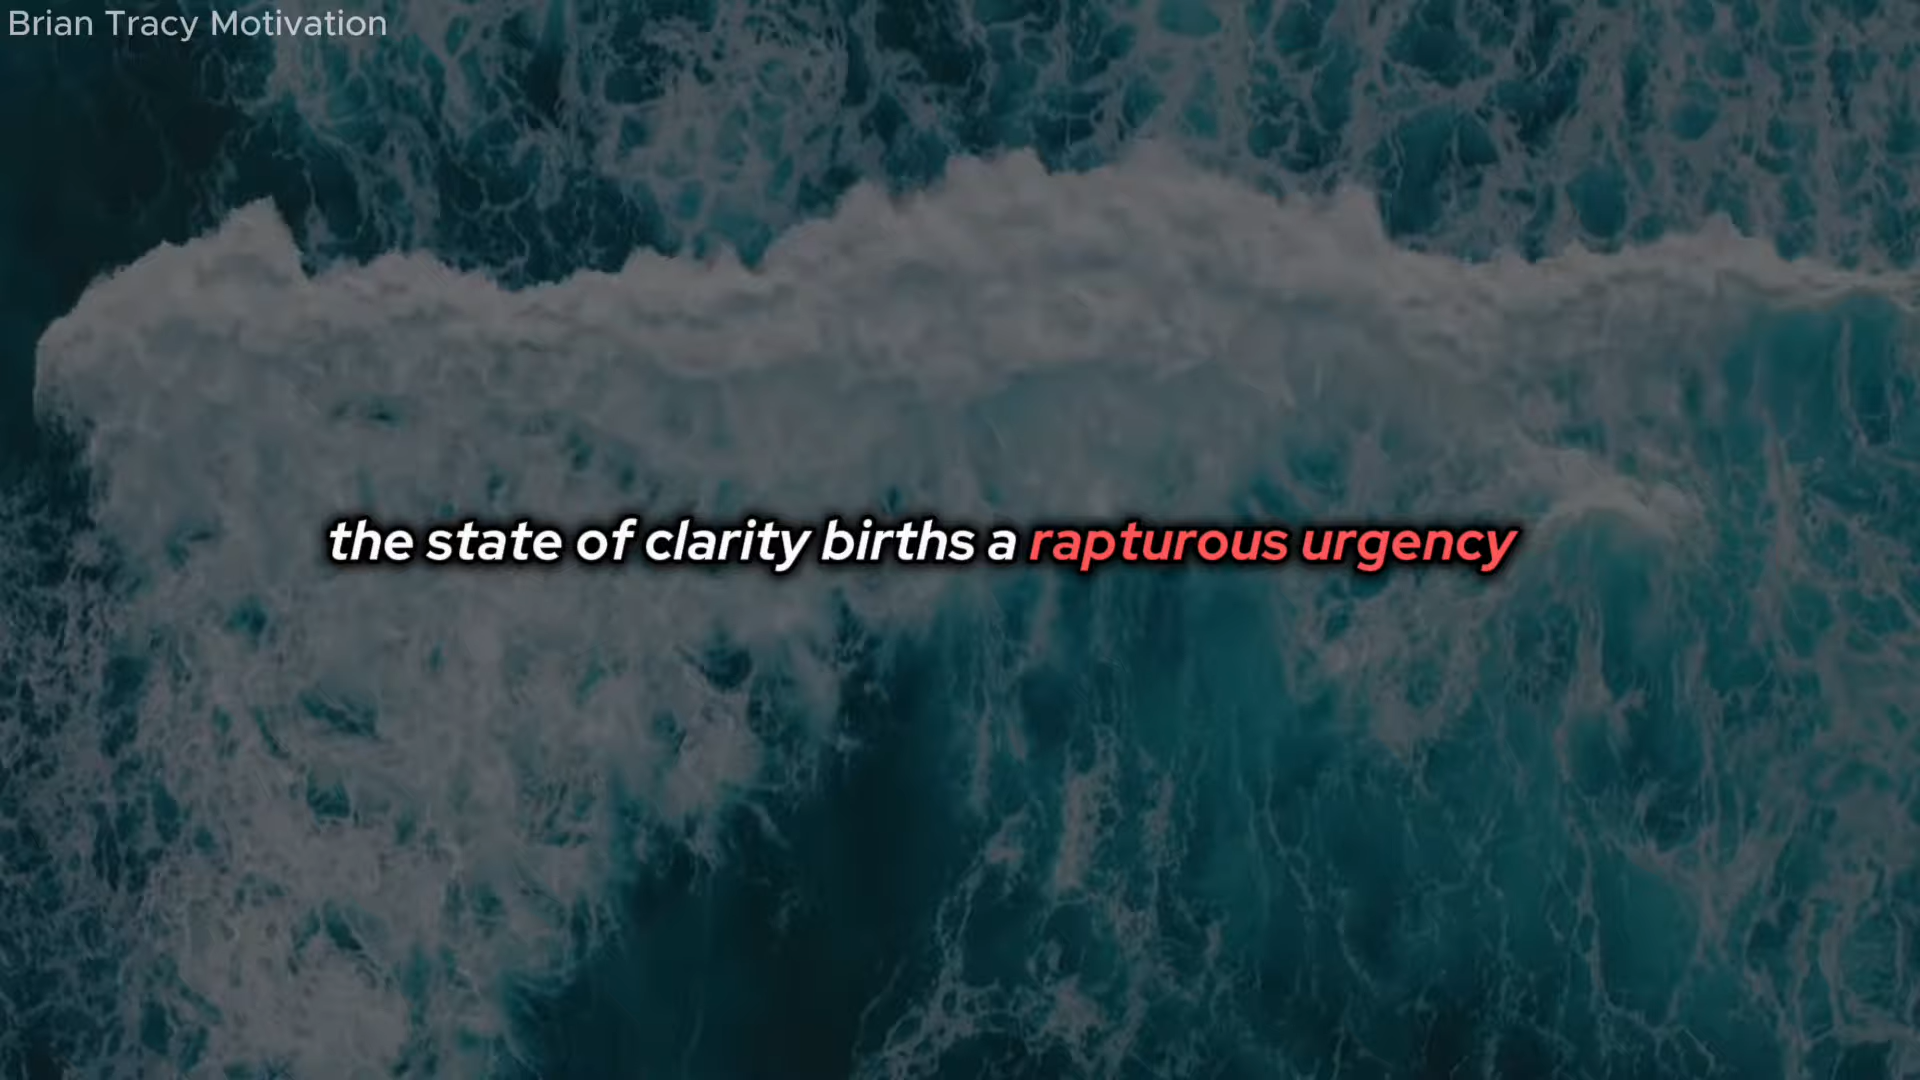 Brian Tracy Motivation
the state of clarity births a rapturous urgency